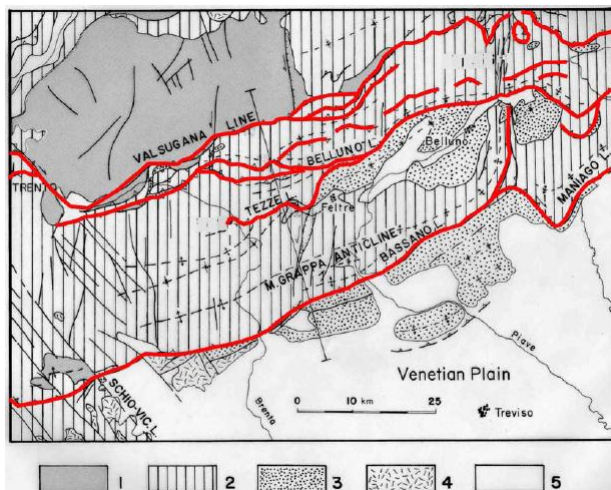 VALSUGANA LINE
BELLUNO L.
Belluno
TRENTO
TEZZE L.
Feltre
MANIAGO
M. GRAPPA ANTICLINE
BASSANO L.
Piave
Venetian Plain
SCHIO-VIC. L.
Brenta
0 10 km 25
Treviso
1 2 3 4 5